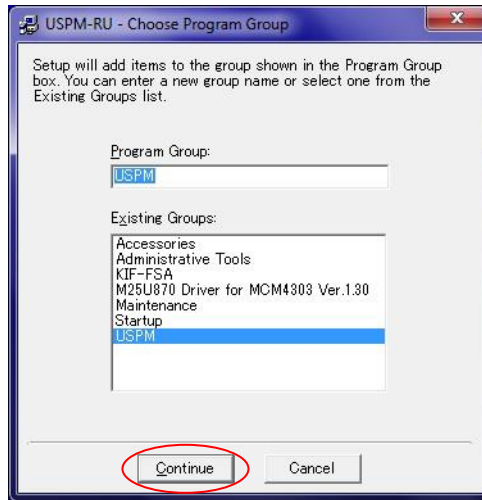 USPM-RU - Choose Program Group
Setup will add items to the group shown in the Program Group
box. You can enter a new group name or select one from the
Existing Groups list.
Program Group:
USPM
Existing Groups:
Accessories
Administrative Tools
KIF-FSA
M25U870 Driver for MCM4303 Ver.1.30
Maintenance
Startup
USPM
Continue
Cancel